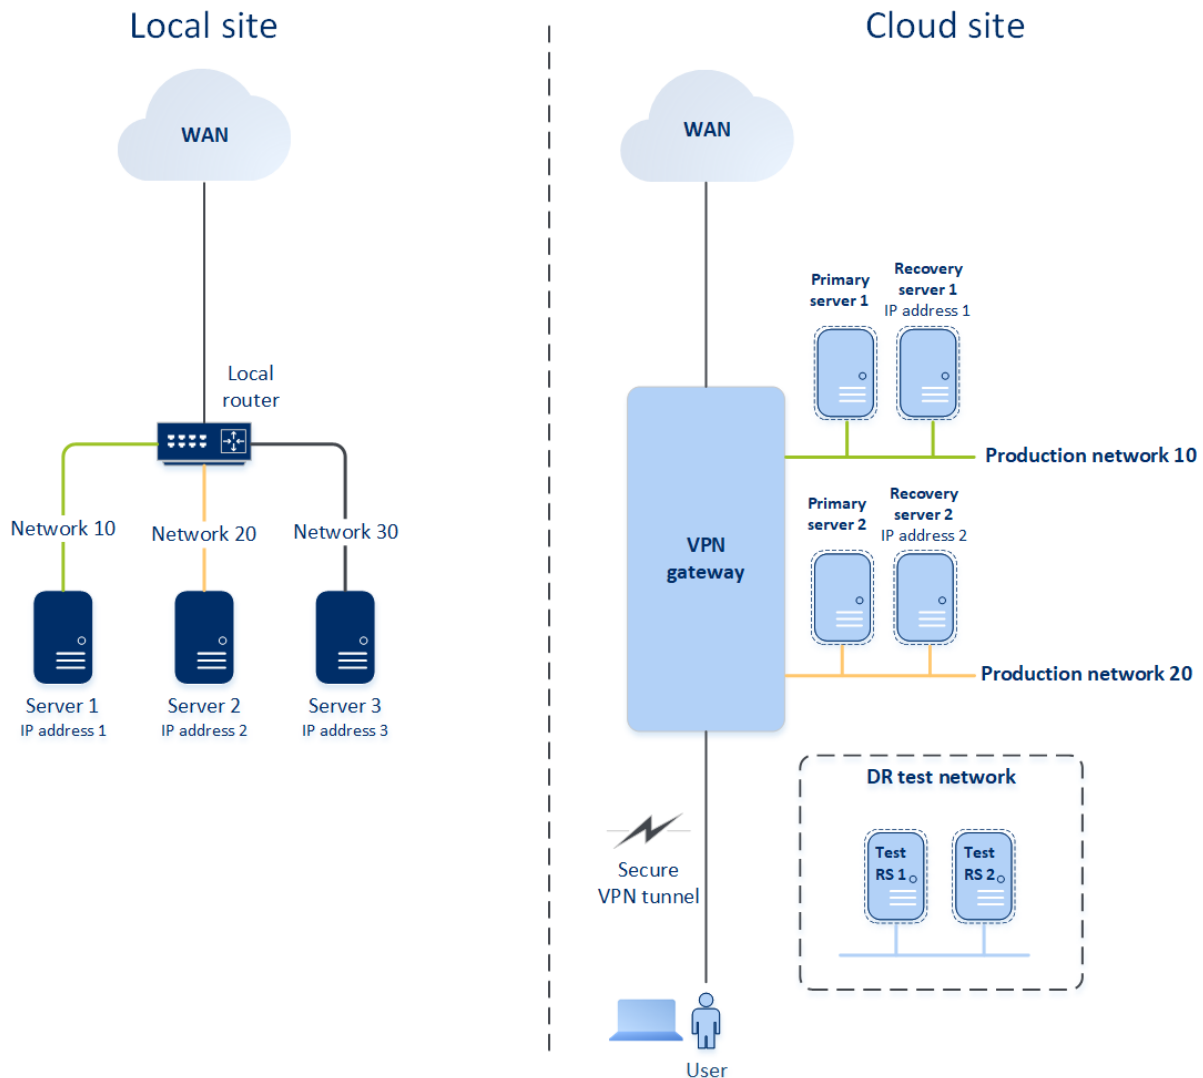 Local site
WAN
Local
router
Network 10
Network 20
Network 30
Server 1
IP address 1
Server 2
IP address 2
Server 3
IP address 3
Cloud site
WAN
Primary
server 1
Recovery
server 1
IP address 1
Production network 10
Primary
server 2
Recovery
server 2
IP address 2
Production network 20
VPN
gateway
DR test network
Test
RS 1
Test
RS 2
Secure
VPN tunnel
User